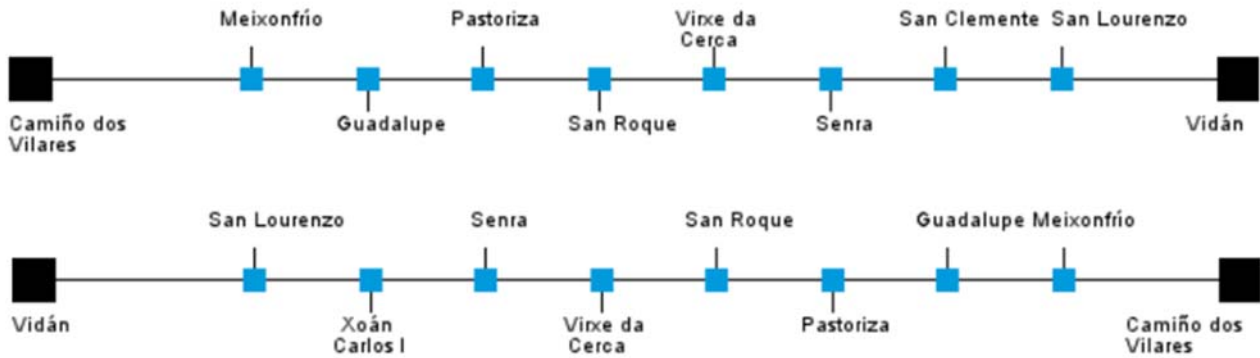 Meixonfrío
Pastoriza
Virxe da
Cerca
San Clemente
San Lourenzo
Camiño dos
Vilares
Guadalupe
San Roque
Senra
Vidán
San Lourenzo
Senra
San Roque
Guadalupe
Meixonfrío
Vidán
Xoán
Carlos I
Virxe da
Cerca
Pastoriza
Camiño dos
Vilares